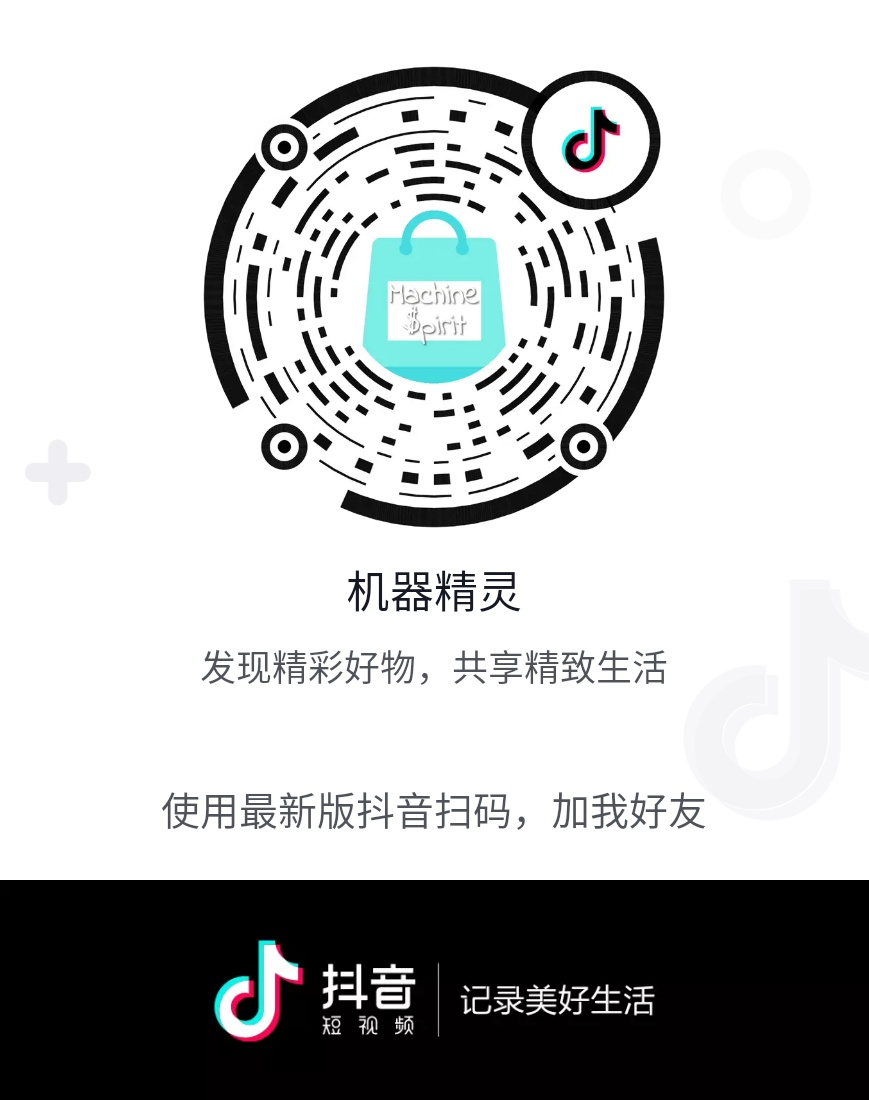 Machine
Spirit
机器精灵
发现精彩好物，共享精致生活
使用最新版抖音扫码，加我好友
抖音
短视频
记录美好生活